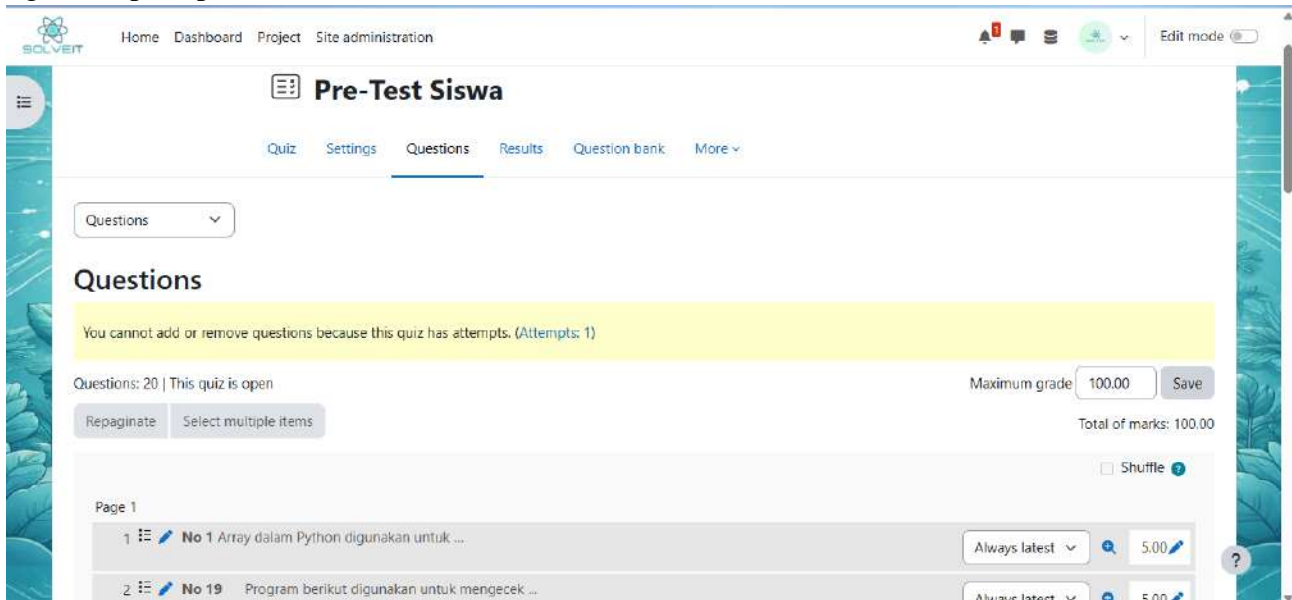 SOLVEIT Home Dashboard Project Site administration 1 Edit mode
Pre-Test Siswa
Quiz Settings Questions Results Question bank More
Questions
Questions
You cannot add or remove questions because this quiz has attempts. (Attempts: 1)
Questions: 20 | This quiz is open Maximum grade 100.00 Save
Repaginate Select multiple items Total of marks: 100.00
Shuffle ?
Page 1
1 No 1 Array dalam Python digunakan untuk ... Always latest 5.00
?
2 No 19 Program berikut digunakan untuk mengecek ... Always latest 5.00